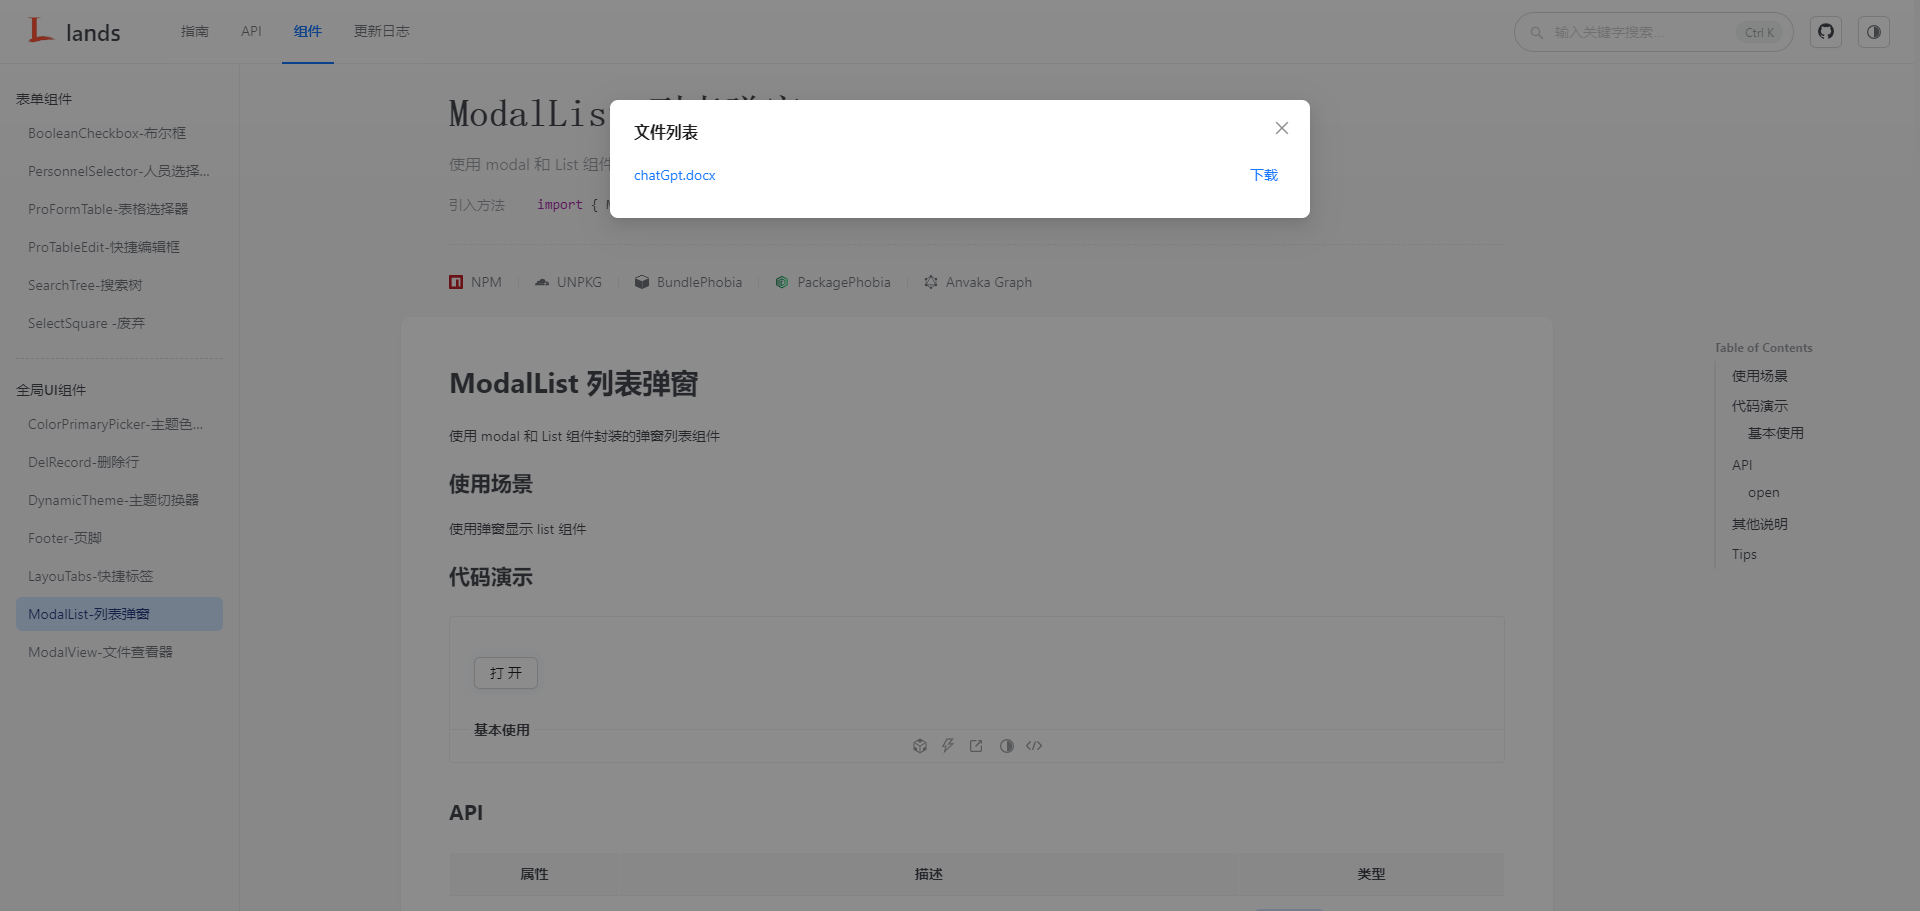 lands
指南
API
组件
更新日志
输入关键字搜索...
Ctrl K
表单组件
BooleanCheckbox-布尔框
PersonnelSelector-人员选择...
ProFormTable-表格选择器
ProTableEdit-快捷编辑框
SearchTree-搜索树
SelectSquare -废弃
全局UI组件
ColorPrimaryPicker-主题色...
DelRecord-删除行
DynamicTheme-主题切换器
Footer-页脚
LayouTabs-快捷标签
ModalList-列表弹窗
ModalView-文件查看器
ModalLis
使用 modal 和 List 组件
引入方法
import {
文件列表
chatGpt.docx
下载
NPM
UNPKG
BundlePhobia
PackagePhobia
Anvaka Graph
ModalList 列表弹窗
使用 modal 和 List 组件封装的弹窗列表组件
使用场景
使用弹窗显示 list 组件
代码演示
打 开
基本使用
API
属性
描述
类型
Table of Contents
使用场景
代码演示
基本使用
API
open
其他说明
Tips